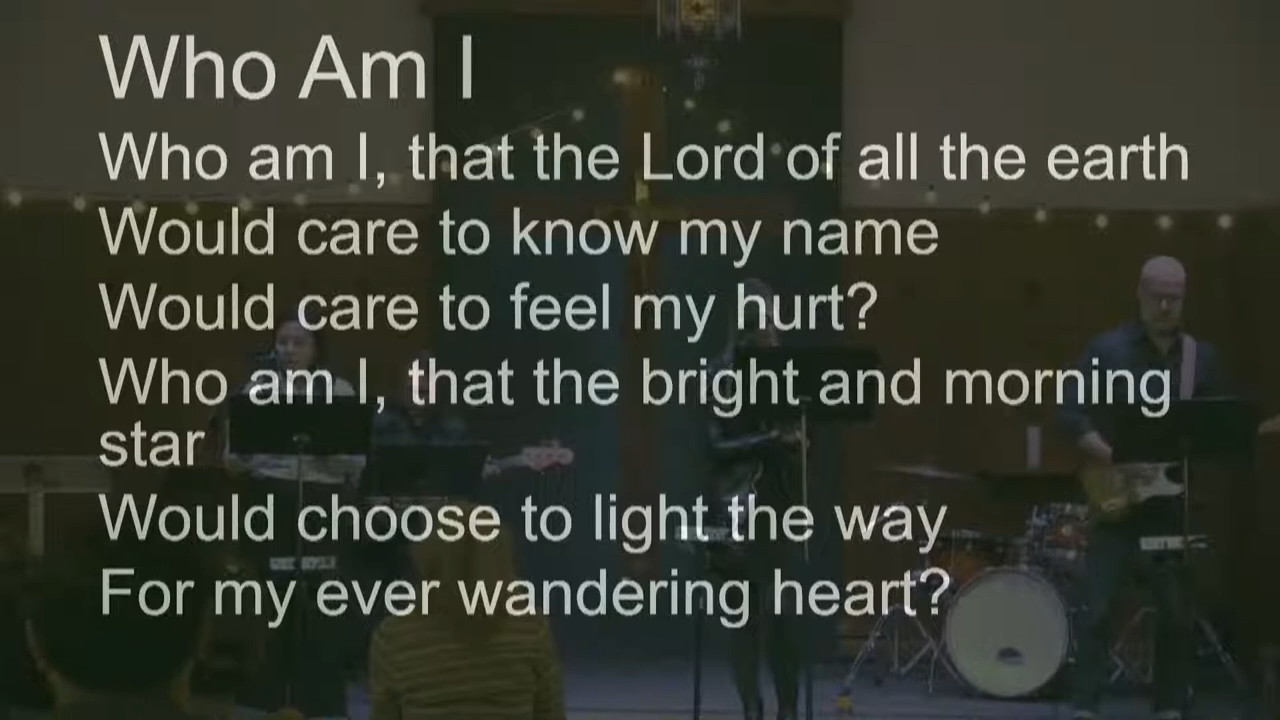 Who Am I
Who am I, that the Lord of all the earth
Would care to know my name
Would care to feel my hurt?
Who am I, that the bright and morning
star
Would choose to light the way
For my ever wandering heart?